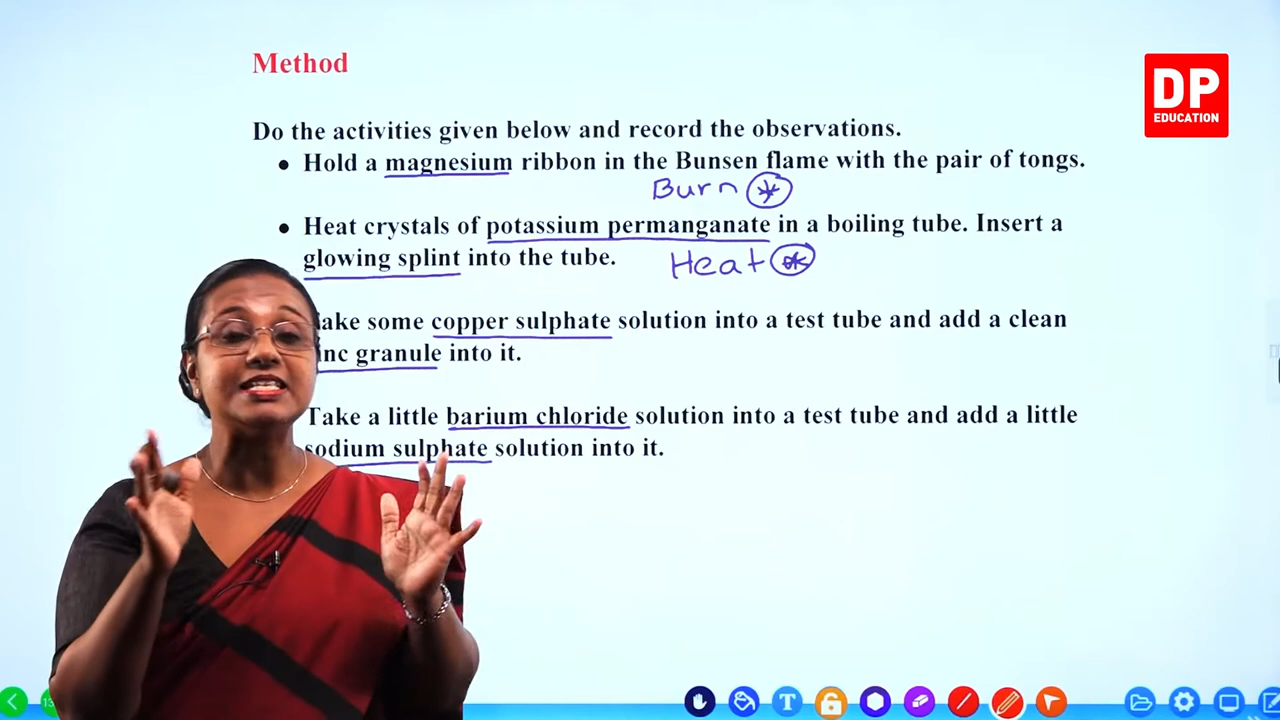 Method
DP
EDUCATION
Do the activities given below and record the observations.
• Hold a magnesium ribbon in the Bunsen flame with the pair of tongs.
Burn
• Heat crystals of potassium permanganate in a boiling tube. Insert a
glowing splint into the tube.
Heat
some copper sulphate solution into a test tube and add a clean
granule into it.
Take a little barium chloride solution into a test tube and add a little
sodium sulphate solution into it.
T